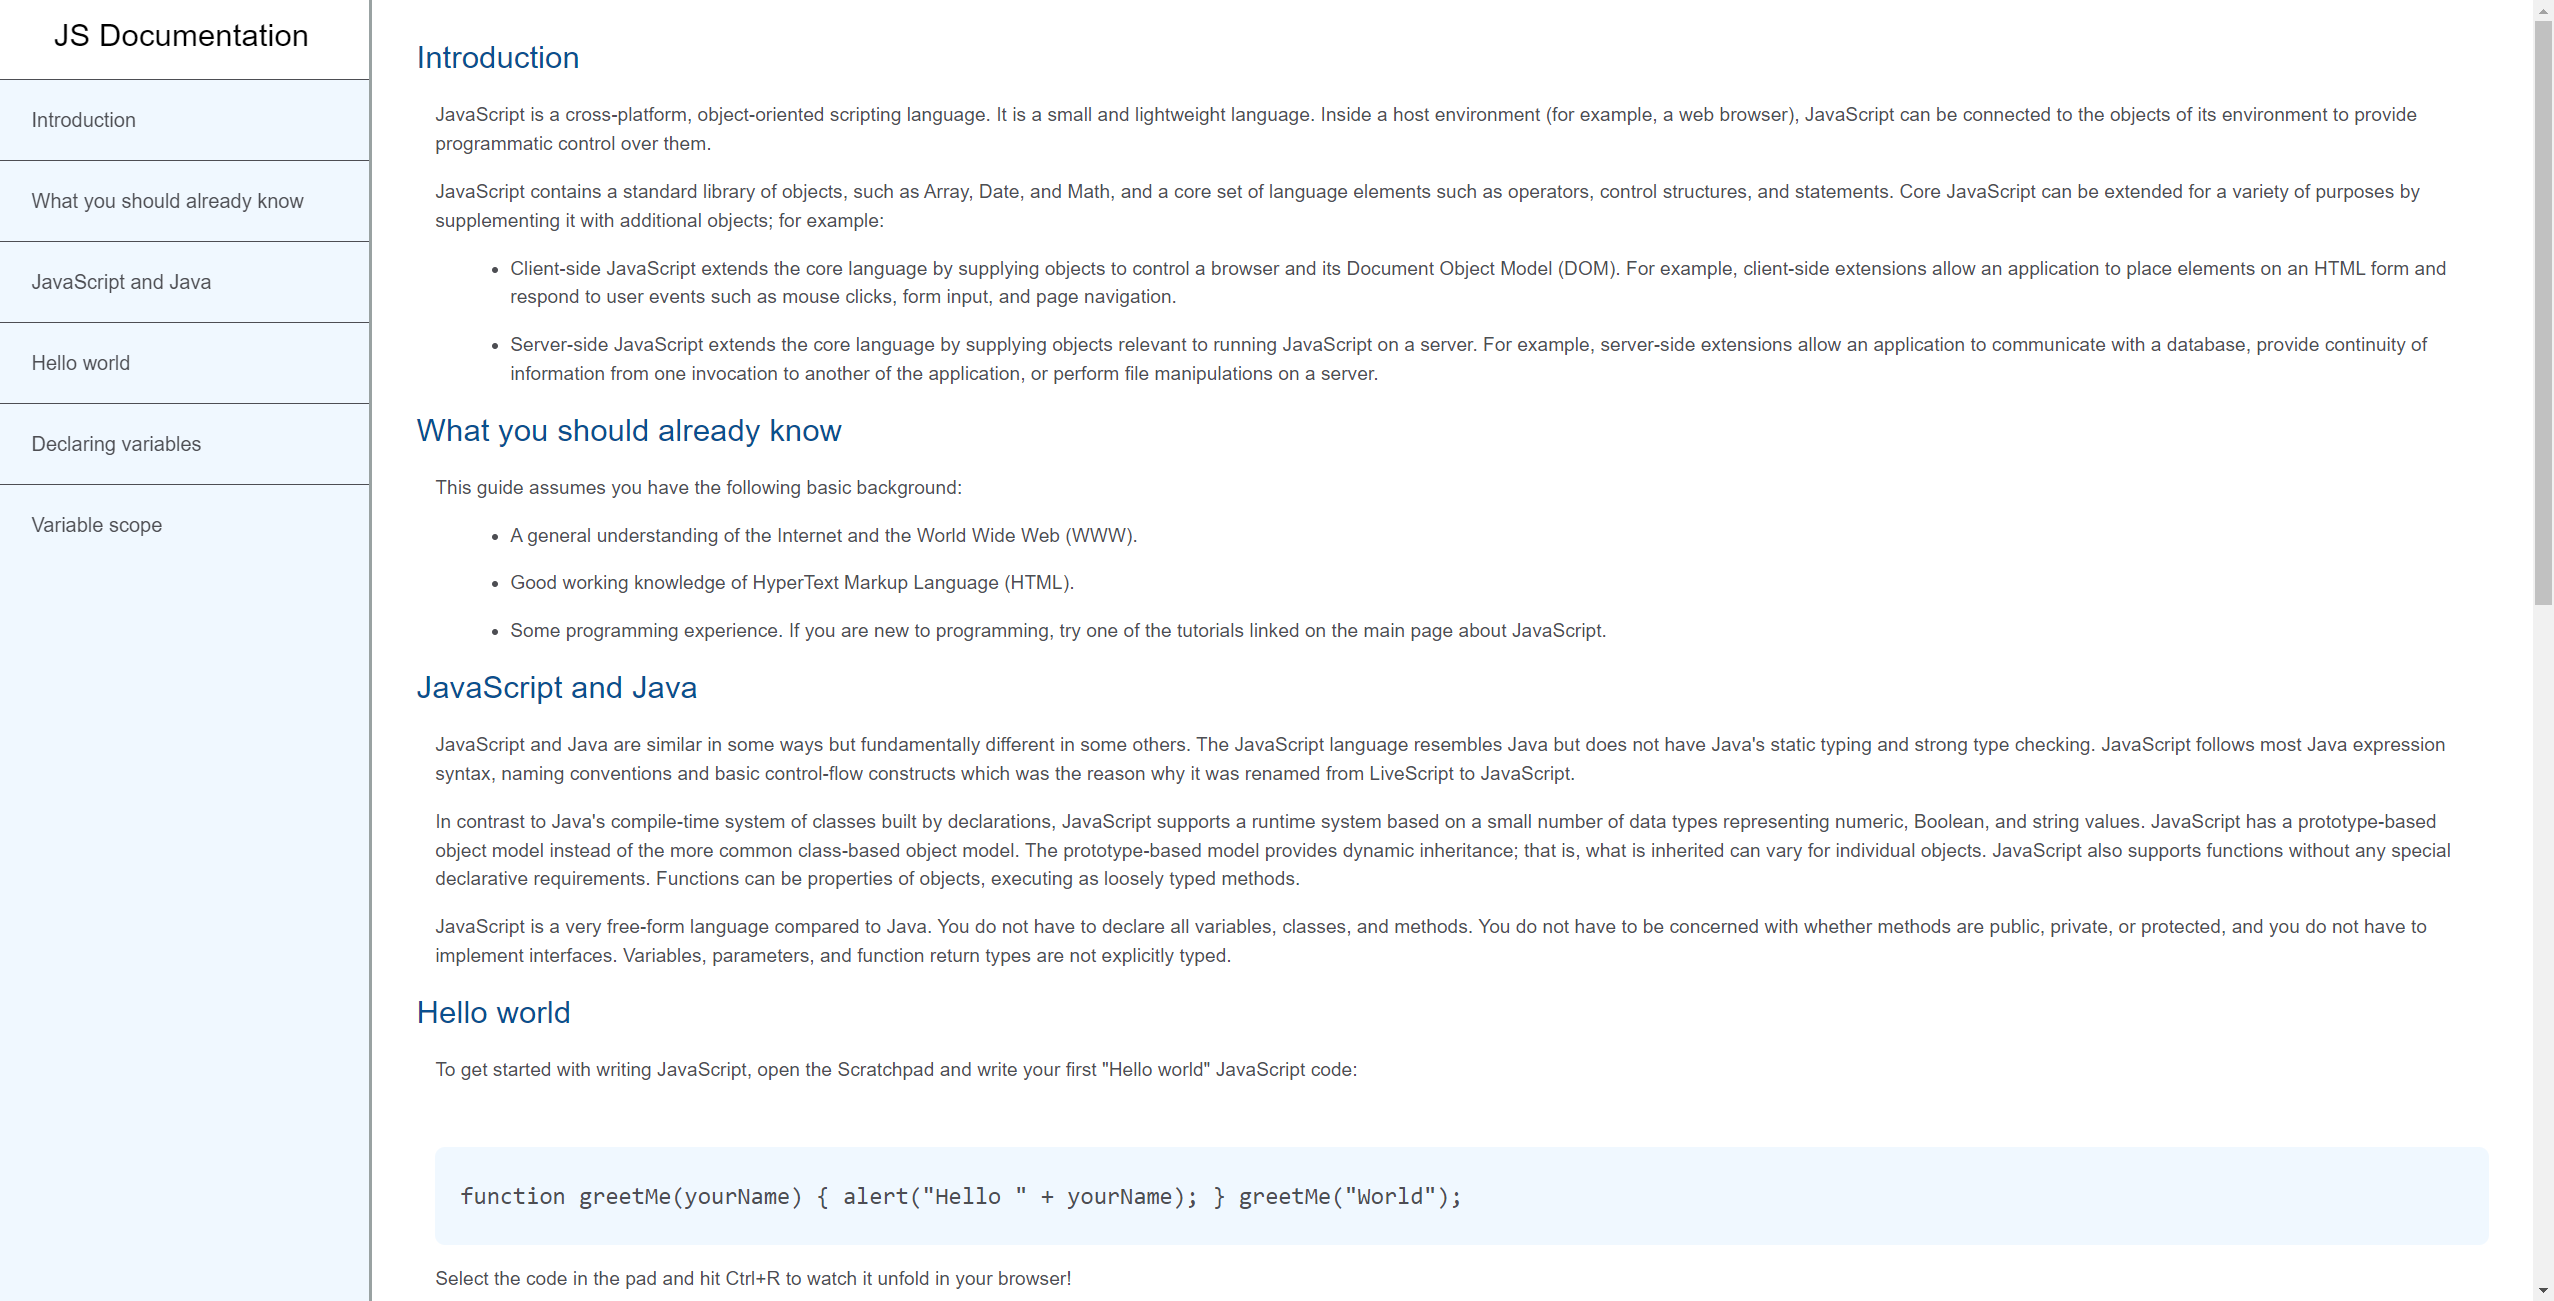 JS Documentation
Introduction
What you should already know
JavaScript and Java
Hello world
Declaring variables
Variable scope
Introduction
JavaScript is a cross-platform, object-oriented scripting language. It is a small and lightweight language. Inside a host environment (for example, a web browser), JavaScript can be connected to the objects of its environment to provide
programmatic control over them.
JavaScript contains a standard library of objects, such as Array, Date, and Math, and a core set of language elements such as operators, control structures, and statements. Core JavaScript can be extended for a variety of purposes by
supplementing it with additional objects; for example:
• Client-side JavaScript extends the core language by supplying objects to control a browser and its Document Object Model (DOM). For example, client-side extensions allow an application to place elements on an HTML form and
respond to user events such as mouse clicks, form input, and page navigation.
• Server-side JavaScript extends the core language by supplying objects relevant to running JavaScript on a server. For example, server-side extensions allow an application to communicate with a database, provide continuity of
information from one invocation to another of the application, or perform file manipulations on a server.
What you should already know
This guide assumes you have the following basic background:
• A general understanding of the Internet and the World Wide Web (WWW).
• Good working knowledge of HyperText Markup Language (HTML).
• Some programming experience. If you are new to programming, try one of the tutorials linked on the main page about JavaScript.
JavaScript and Java
JavaScript and Java are similar in some ways but fundamentally different in some others. The JavaScript language resembles Java but does not have Java's static typing and strong type checking. JavaScript follows most Java expression
syntax, naming conventions and basic control-flow constructs which was the reason why it was renamed from LiveScript to JavaScript.
In contrast to Java's compile-time system of classes built by declarations, JavaScript supports a runtime system based on a small number of data types representing numeric, Boolean, and string values. JavaScript has a prototype-based
object model instead of the more common class-based object model. The prototype-based model provides dynamic inheritance; that is, what is inherited can vary for individual objects. JavaScript also supports functions without any special
declarative requirements. Functions can be properties of objects, executing as loosely typed methods.
JavaScript is a very free-form language compared to Java. You do not have to declare all variables, classes, and methods. You do not have to be concerned with whether methods are public, private, or protected, and you do not have to
implement interfaces. Variables, parameters, and function return types are not explicitly typed.
Hello world
To get started with writing JavaScript, open the Scratchpad and write your first "Hello world" JavaScript code:
function greetMe(yourName) { alert("Hello " + yourName); } greetMe("World");
Select the code in the pad and hit Ctrl+R to watch it unfold in your browser!